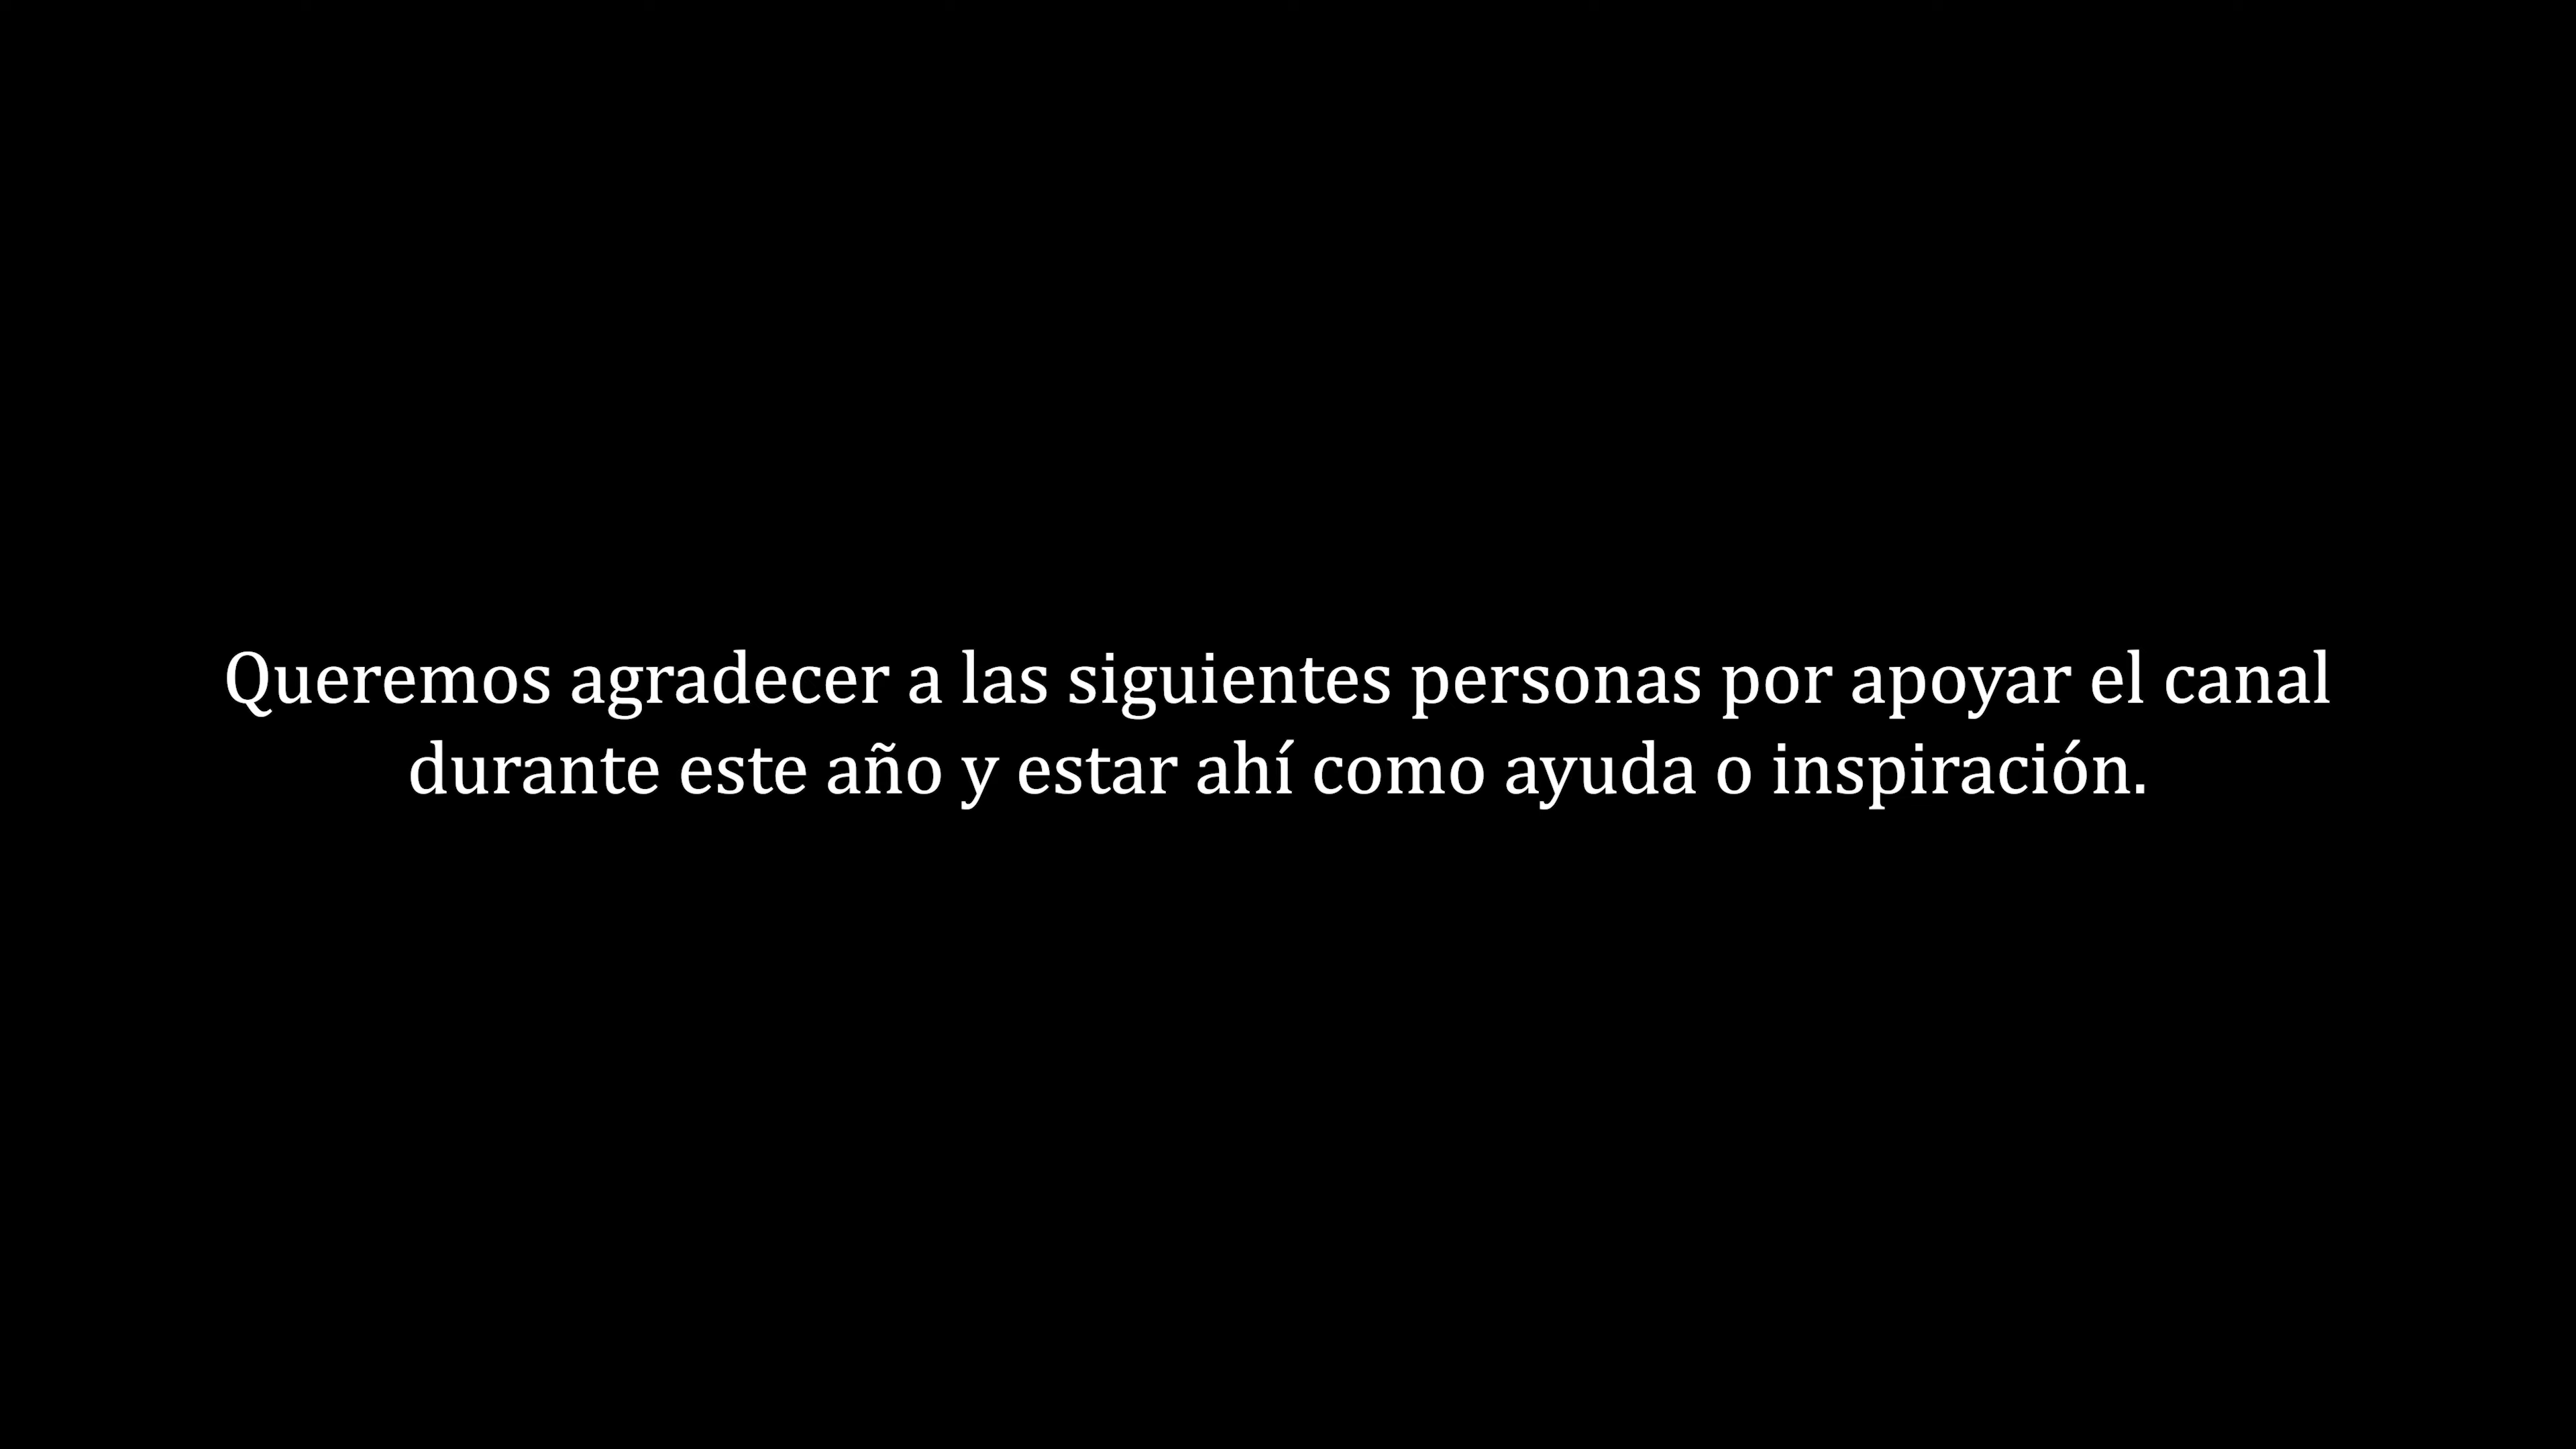 Queremos agradecer a las siguientes personas por apoyar el canal
durante este año y estar ahí como ayuda o inspiración.